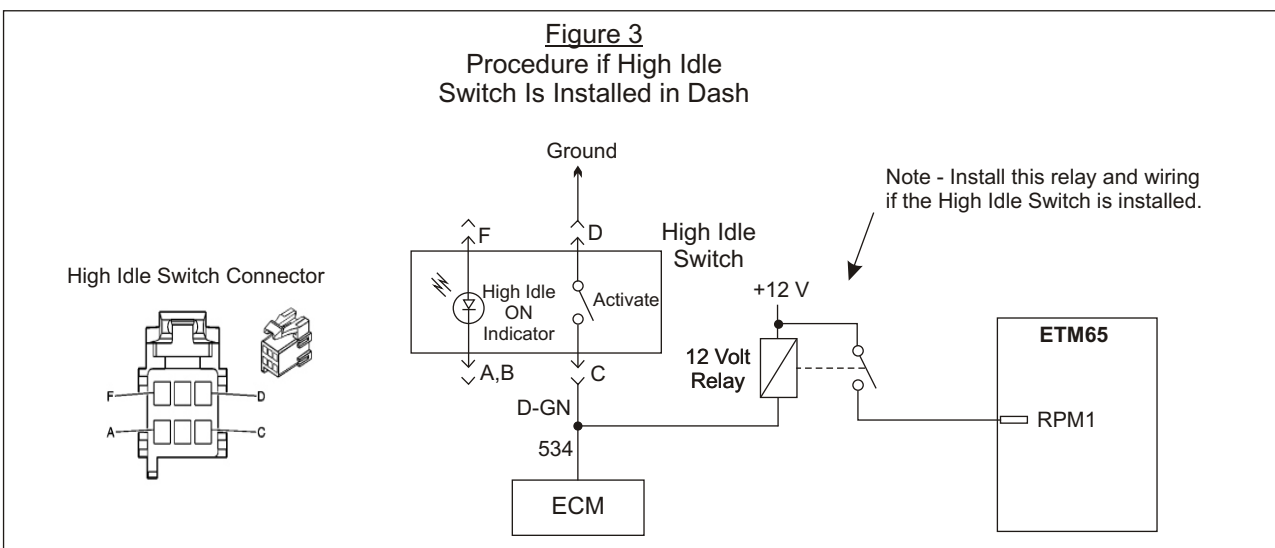 Figure 3
Procedure if High Idle
Switch Is Installed in Dash
Ground
Note - Install this relay and wiring
if the High Idle Switch is installed.
F
D
High Idle
Switch
High Idle Switch Connector
High Idle
ON
Indicator
Activate
+12 V
ETM65
12 Volt
Relay
A,B
C
F
D
D-GN
RPM1
A
C
534
ECM